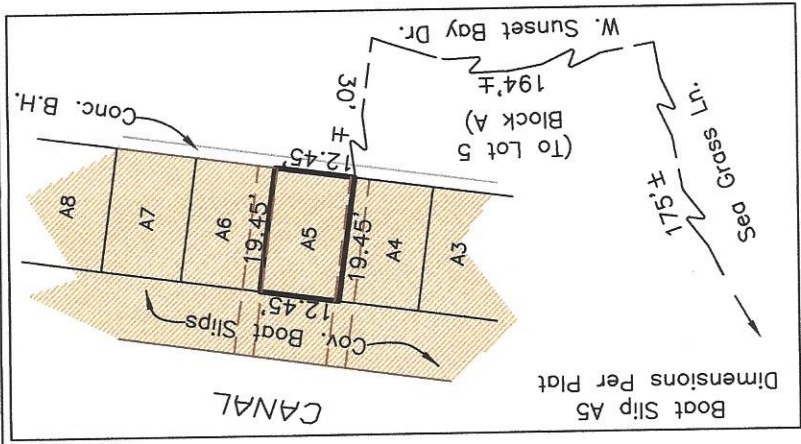 Boat Slip A5
Dimensions Per Plat
CANAL
Cov. Boat Slips
12.45'
A3
A4
19.45'
A5
19.45'
A6
A7
A8
12.45'
Conc. B.H.
30' ±
(To Lot 5
Block A)
194'±
W. Sunset Bay Dr.
175'±
Sea Grass Ln.